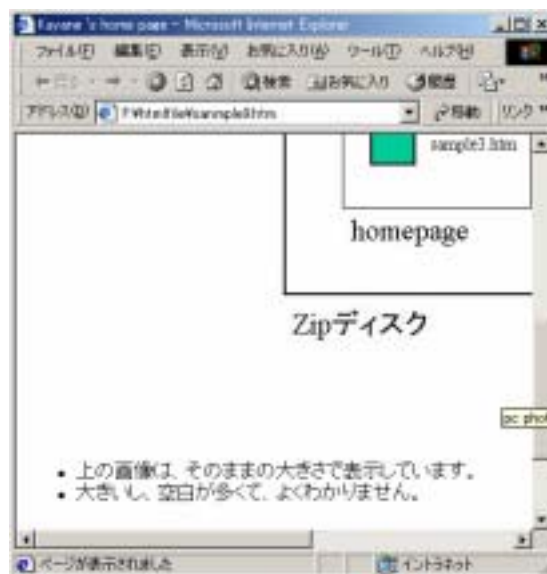 Kavane 's home page - Microsoft Internet Explorer
ファイル(F) 編集(E) 表示(V) お気に入り(A) ツール(T) ヘルプ(H)
検索 お気に入り 履歴
アドレス(D) 移動 リンク
sample3.htm
homepage
Zipディスク
pc phot
上の画像は、そのままの大きさで表示しています。
大きいし、空白が多くて、よくわかりません。
ページが表示されました イントラネット